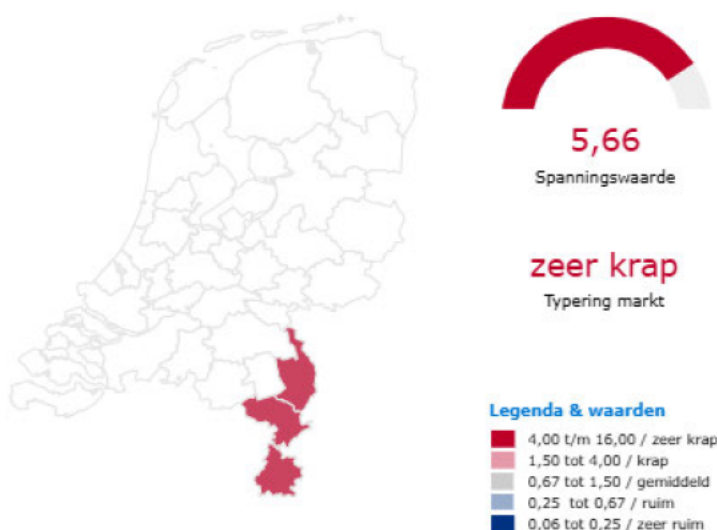 5,66
Spanningswaarde
zeer krap
Typering markt
Legenda & waarden
4,00 t/m 16,00 / zeer krap
1,50 tot 4,00 / krap
0,67 tot 1,50 / gemiddeld
0,25 tot 0,67 / ruim
0,06 tot 0,25 / zeer ruim